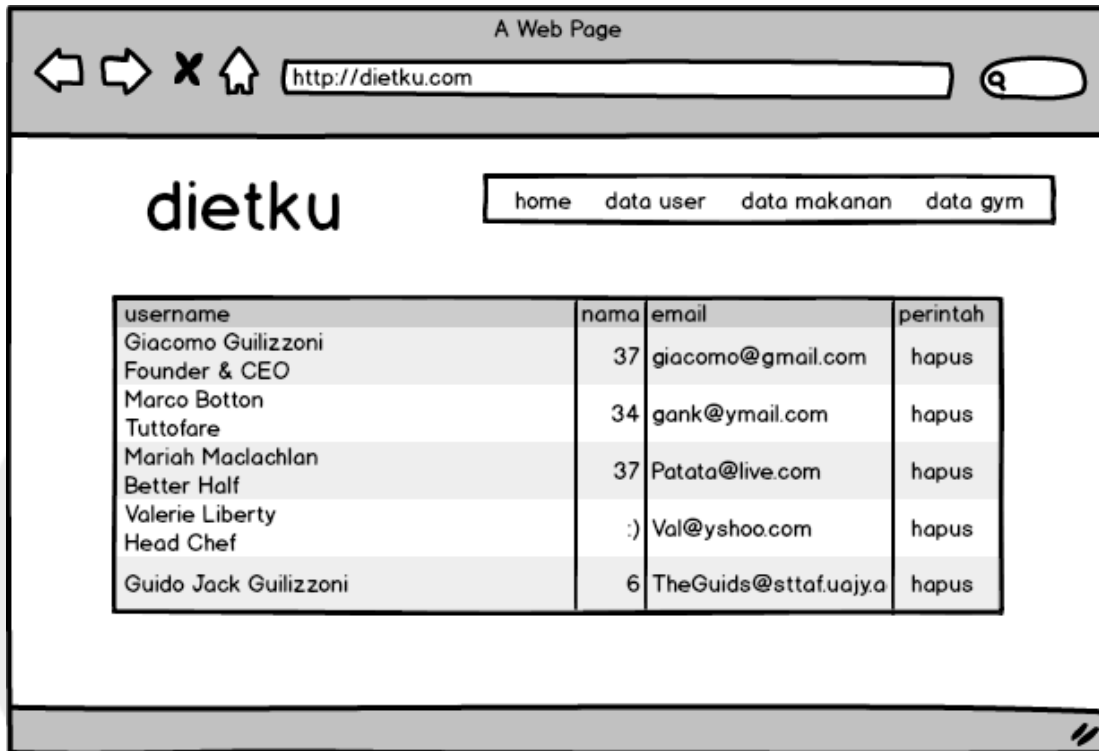 A Web Page
http://dietku.com
dietku
home data user data makanan data gym
username nama email perintah
Giacomo Guilizzoni
Founder & CEO
37 giacomo@gmail.com hapus
Marco Botton
Tuttofare
34 gank@ymail.com hapus
Mariah Maclachlan
Better Half
37 Patata@live.com hapus
Valerie Liberty
Head Chef
:) Val@yshoo.com hapus
Guido Jack Guilizzoni 6 TheGuids@sttaf.uajy.a hapus